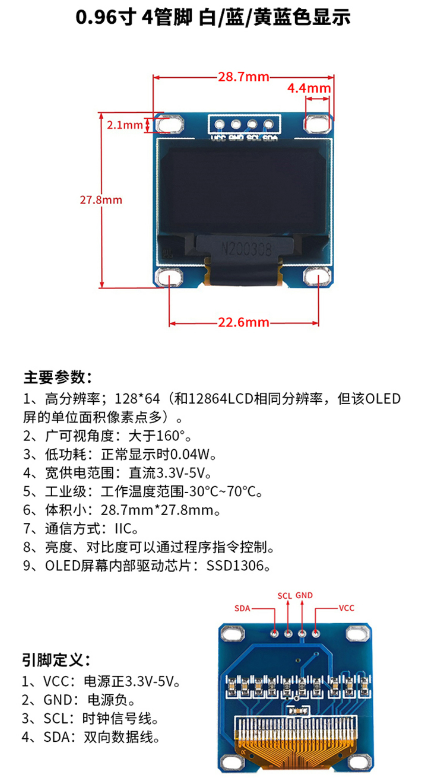 0.96寸 4管脚 白/蓝/黄蓝色显示
28.7mm
4.4mm
2.1mm
VCC GND SCL SDA
27.8mm
N200308
22.6mm
主要参数：
1、高分辨率；128*64（和12864LCD相同分辨率，但该OLED
屏的单位面积像素点多）。
2、广可视角度：大于160°。
3、低功耗：正常显示时0.04W。
4、宽供电范围：直流3.3V-5V。
5、工业级：工作温度范围-30℃~70℃。
6、体积小：28.7mm*27.8mm。
7、通信方式：IIC。
8、亮度、对比度可以通过程序指令控制。
9、OLED屏幕内部驱动芯片：SSD1306。
SCL GND
SDA VCC
引脚定义：
1、VCC：电源正3.3V-5V。
2、GND：电源负。
3、SCL：时钟信号线。
4、SDA：双向数据线。